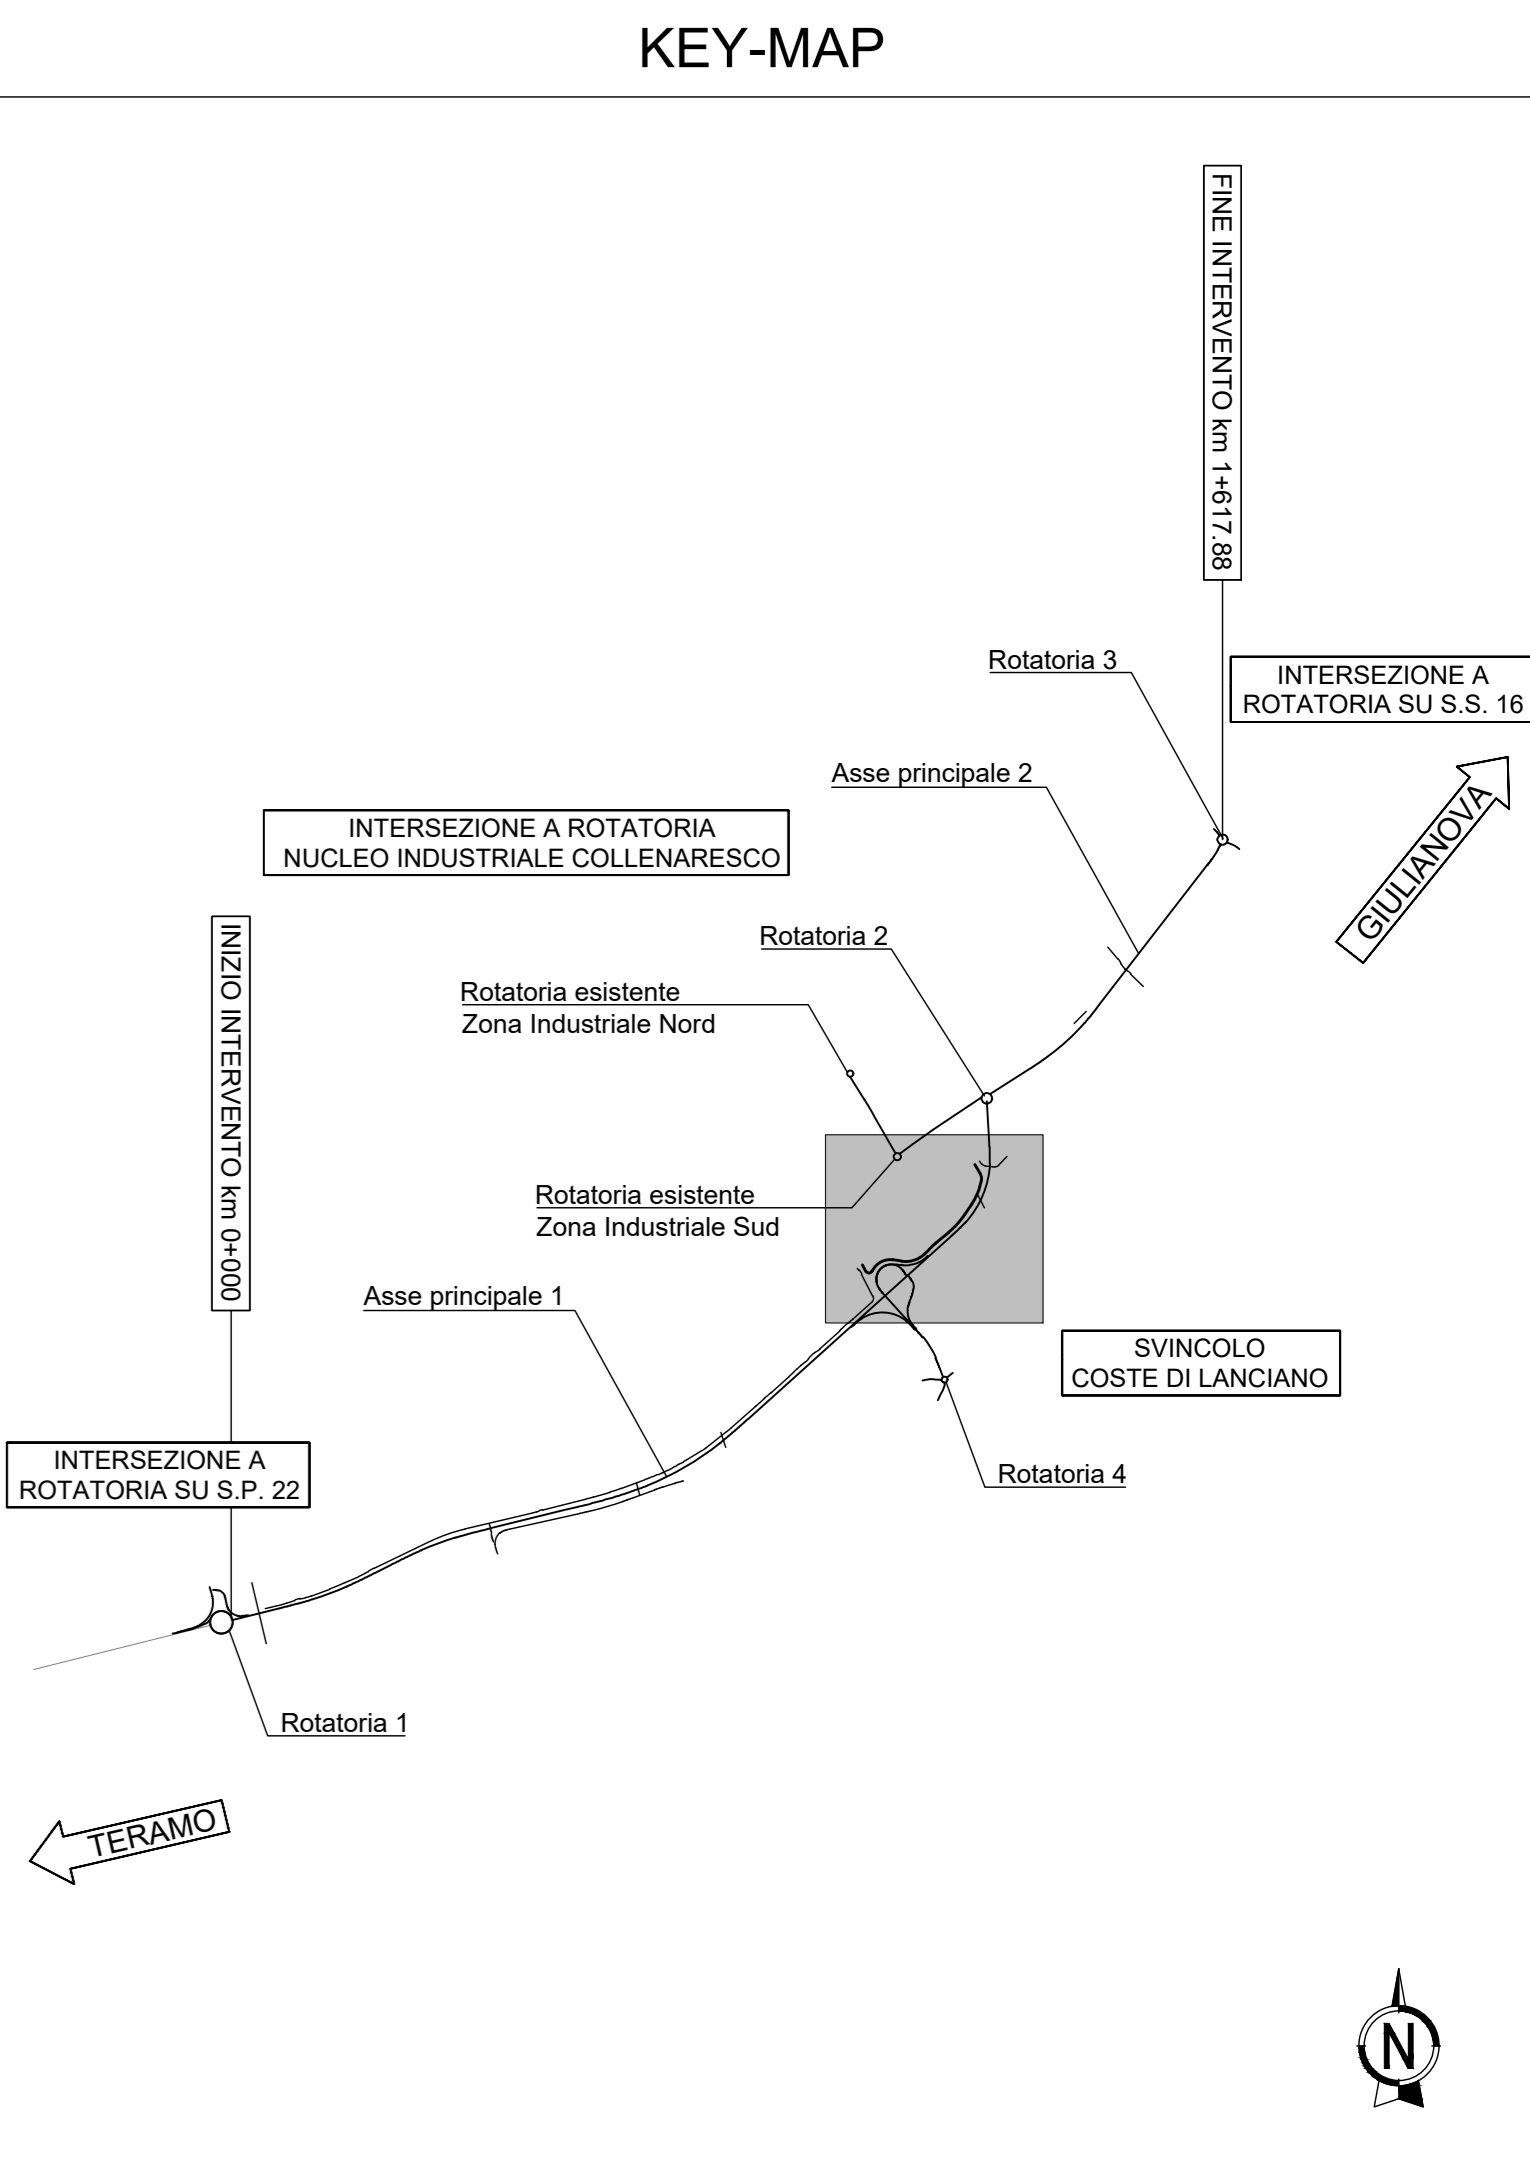 KEY-MAP
FINE INTERVENTO km 1+617.88
Rotatoria 3
INTERSEZIONE A
ROTATORIA SU S.S. 16
Asse principale 2
GIULIANOVA
INTERSEZIONE A ROTATORIA
NUCLEO INDUSTRIALE COLLENARESCO
INIZIO INTERVENTO km 0+000
Rotatoria 2
Rotatoria esistente
Zona Industriale Nord
Rotatoria esistente
Zona Industriale Sud
Asse principale 1
SVINCOLO
COSTE DI LANCIANO
INTERSEZIONE A
ROTATORIA SU S.P. 22
Rotatoria 4
Rotatoria 1
TERAMO
N